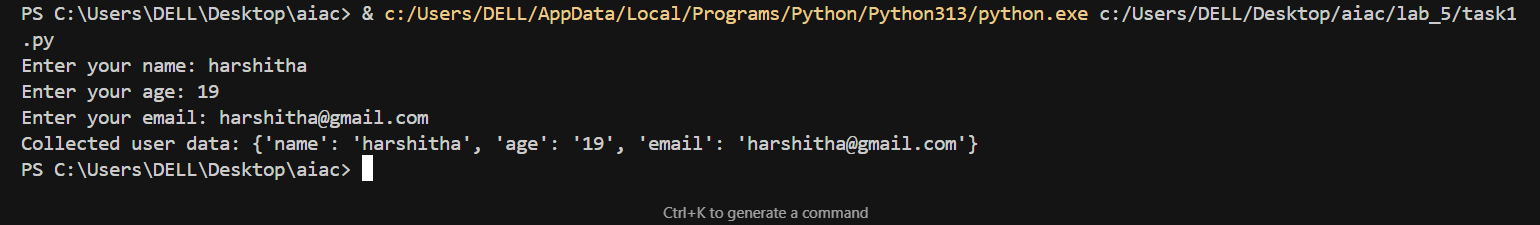 PS C:\Users\DELL\Desktop\aiac> & c:/Users/DELL/AppData/Local/Programs/Python/Python313/python.exe c:/Users/DELL/Desktop/aiac/lab_5/task1
.py
Enter your name: harshitha
Enter your age: 19
Enter your email: harshitha@gmail.com
Collected user data: {'name': 'harshitha', 'age': '19', 'email': 'harshitha@gmail.com'}
PS C:\Users\DELL\Desktop\aiac>
Ctrl+K to generate a command